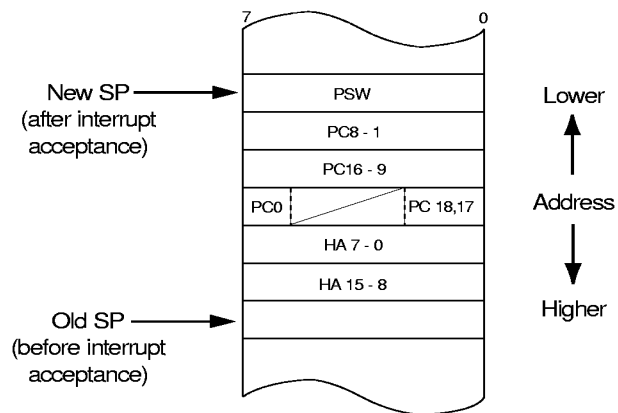 7 0
New SP
(after interrupt
acceptance)
PSW
PC8 - 1
PC16 - 9
PC0
PC 18,17
HA 7 - 0
HA 15 - 8
Old SP
(before interrupt
acceptance)
Lower
Address
Higher